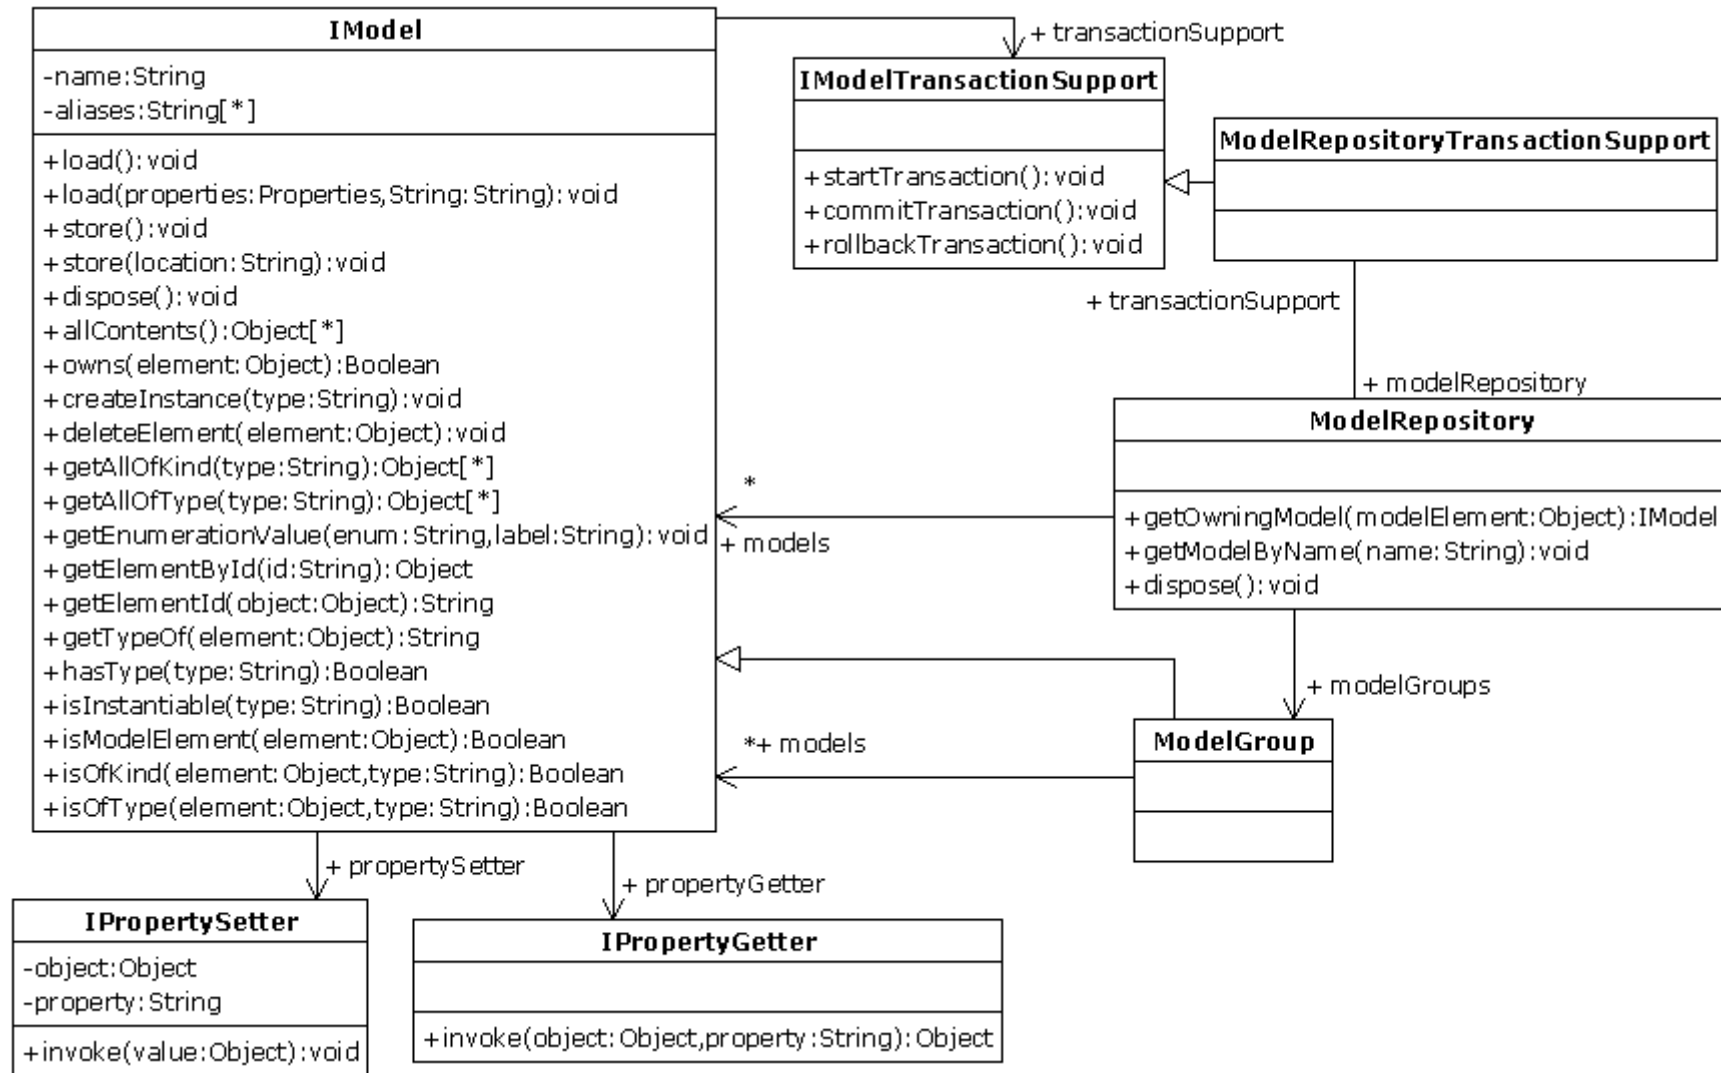 IModel
-name:String
-aliases:String[*]
+load():void
+load(properties:Properties,String:String):void
+store():void
+store(location:String):void
+dispose():void
+allContents():Object[*]
+owns(element:Object):Boolean
+createInstance(type:String):void
+deleteElement(element:Object):void
+getAllOfKind(type:String):Object[*]
+getAllOfType(type:String):Object[*]
+getEnumerationValue(enum:String,label:String):void
+getElementById(id:String):Object
+getElementId(object:Object):String
+getTypeOf(element:Object):String
+hasType(type:String):Boolean
+isInstantiable(type:String):Boolean
+isModelElement(element:Object):Boolean
+isOfKind(element:Object,type:String):Boolean
+isOfType(element:Object,type:String):Boolean
+ transactionSupport
IModelTransactionSupport
+startTransaction():void
+commitTransaction():void
+rollbackTransaction():void
ModelRepositoryTransactionSupport
+ transactionSupport
+ modelRepository
ModelRepository
+getOwningModel(modelElement:Object):IModel
+getModelByName(name:String):void
+dispose():void
*
+ models
+ modelGroups
ModelGroup
*+ models
+ propertySetter
+ propertyGetter
IPropertySetter
-object:Object
-property:String
+invoke(value:Object):void
IPropertyGetter
+invoke(object:Object,property:String):Object